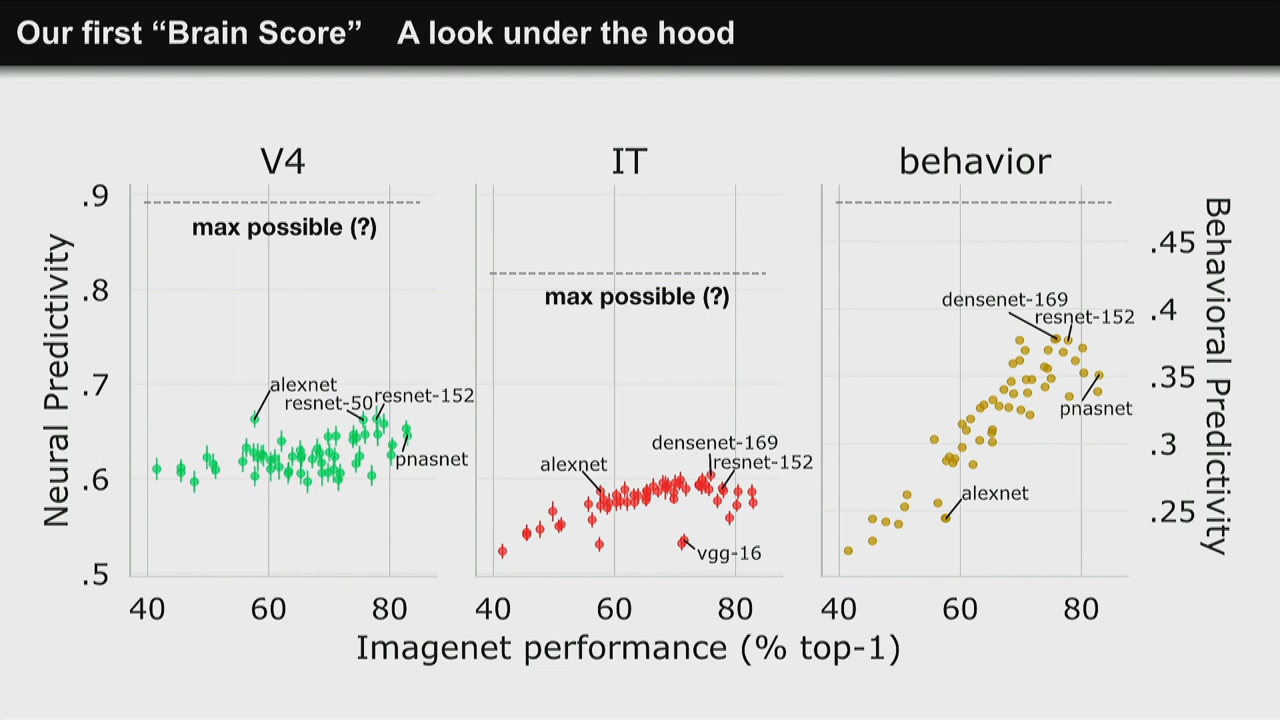 Our first “Brain Score” A look under the hood
V4
IT
behavior
Neural Predictivity
.9
.8
.7
.6
.5
max possible (?)
alexnet
resnet-50
resnet-152
pnasnet
40 60 80
max possible (?)
densenet-169
alexnet
resnet-152
vgg-16
40 60 80
densenet-169
resnet-152
pnasnet
alexnet
40 60 80
.45
.4
.35
.3
.25
Behavioral Predictivity
Imagenet performance (% top-1)